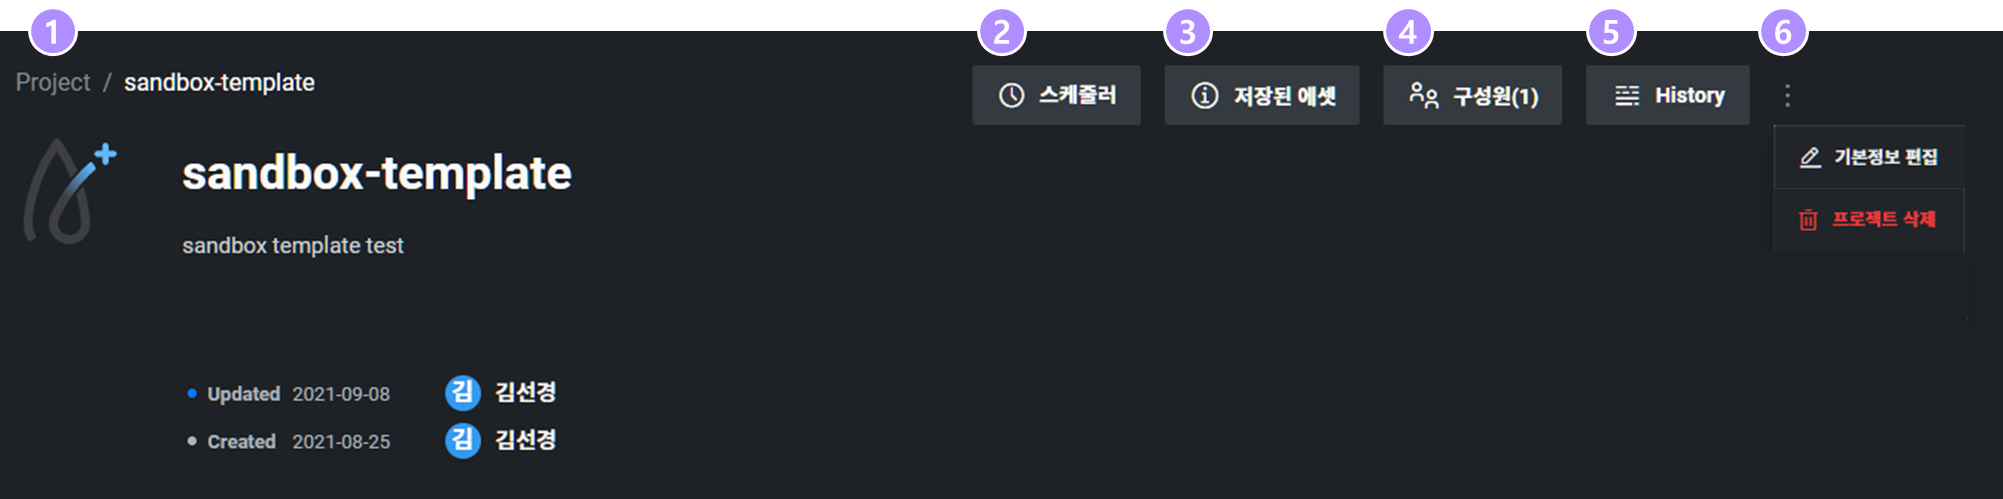 1
2
3
4
5
6
Project / sandbox-template
스케줄러
저장된 에셋
구성원(1)
History
기본정보 편집
프로젝트 삭제
sandbox-template
sandbox template test
Updated 2021-09-08 김 김선경
Created 2021-08-25 김 김선경